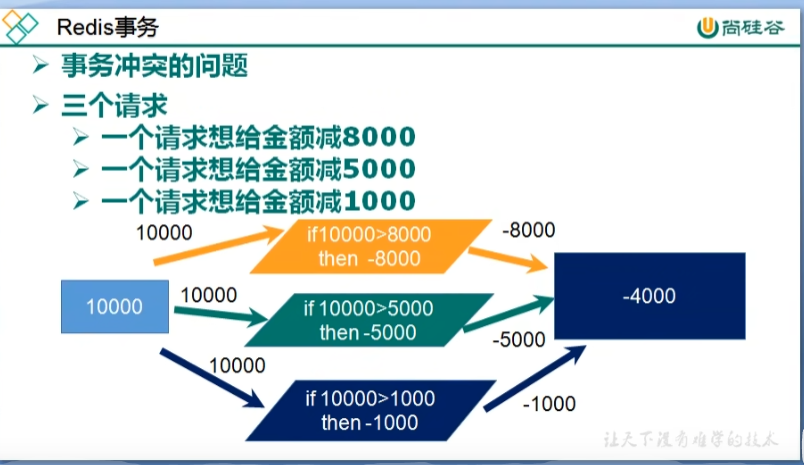 Redis事务
尚硅谷
事务冲突的问题
三个请求
一个请求想给金额减8000
一个请求想给金额减5000
一个请求想给金额减1000
10000
if10000>8000
then -8000
-8000
10000
10000
if 10000>5000
then -5000
-5000
-4000
10000
if 10000>1000
then -1000
-1000
让天下没有难学的技术